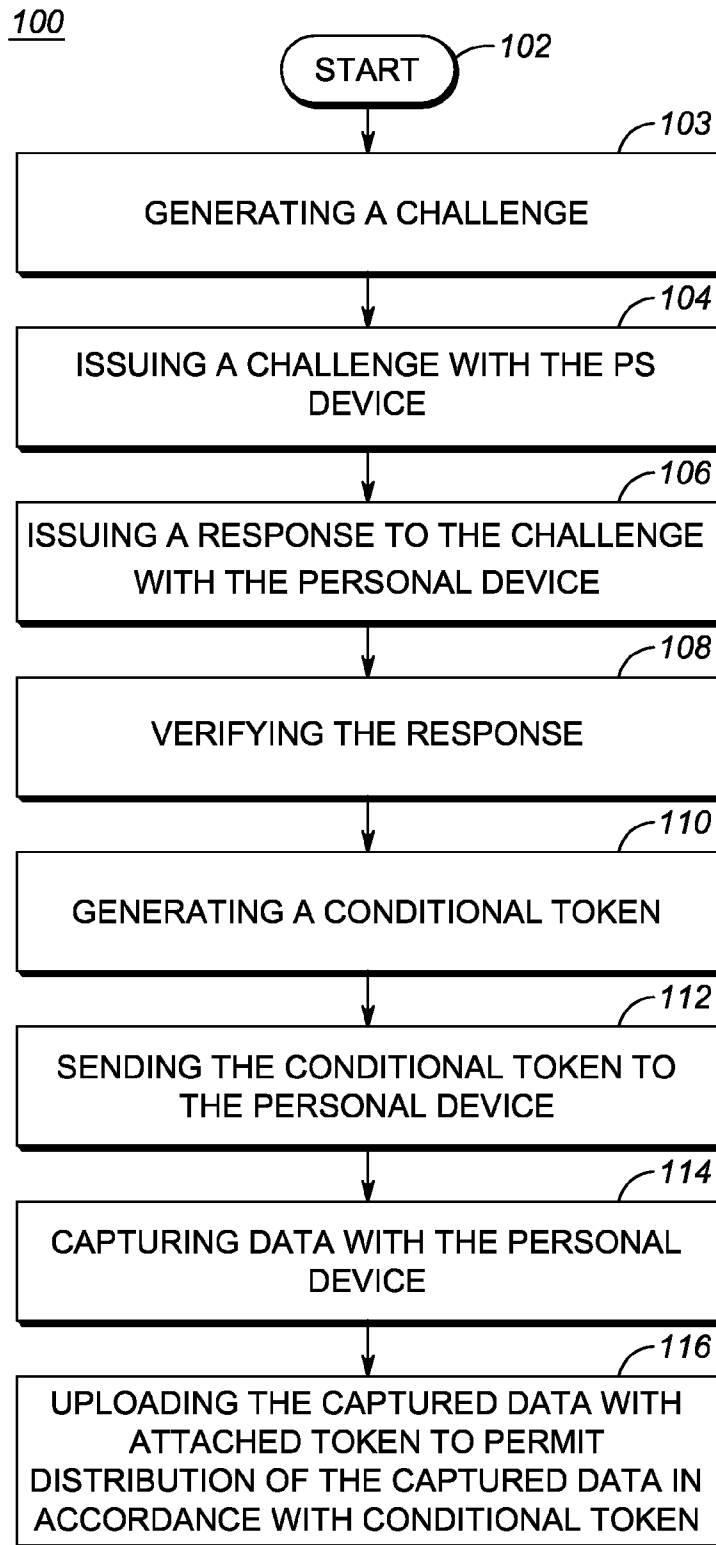 100
START
102
103
GENERATING A CHALLENGE
104
ISSUING A CHALLENGE WITH THE PS
DEVICE
106
ISSUING A RESPONSE TO THE CHALLENGE
WITH THE PERSONAL DEVICE
108
VERIFYING THE RESPONSE
110
GENERATING A CONDITIONAL TOKEN
112
SENDING THE CONDITIONAL TOKEN TO
THE PERSONAL DEVICE
114
CAPTURING DATA WITH THE PERSONAL
DEVICE
116
UPLOADING THE CAPTURED DATA WITH
ATTACHED TOKEN TO PERMIT
DISTRIBUTION OF THE CAPTURED DATA IN
ACCORDANCE WITH CONDITIONAL TOKEN